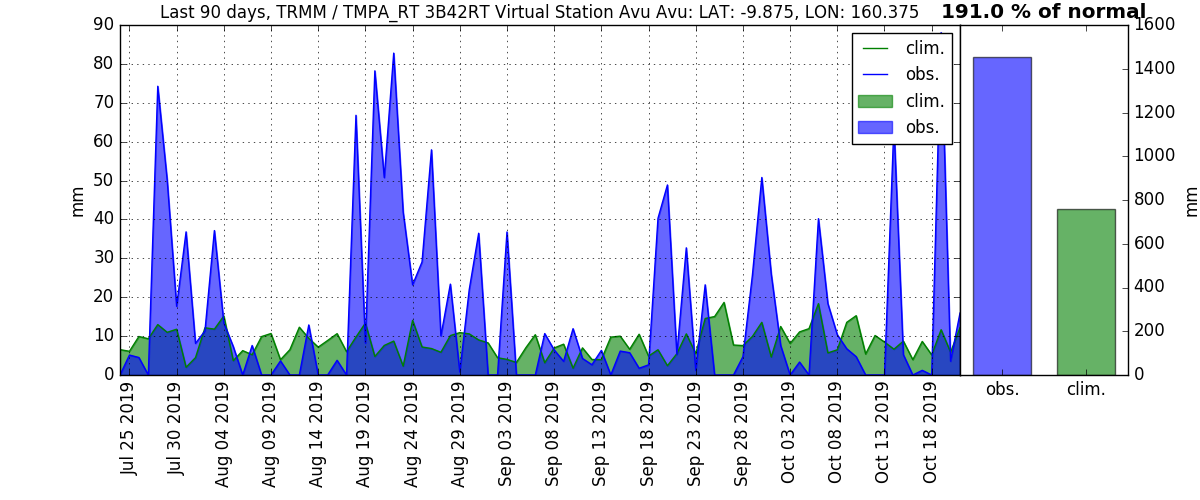 Last 90 days, TRMM / TMPA_RT 3B42RT Virtual Station Avu Avu: LAT: -9.875, LON: 160.375
191.0 % of normal
90
80
70
60
50
40
30
20
10
0
mm
clim.
obs.
clim.
obs.
1600
1400
1200
1000
800
600
400
200
0
mm
Jul 25 2019
Jul 30 2019
Aug 04 2019
Aug 09 2019
Aug 14 2019
Aug 19 2019
Aug 24 2019
Aug 29 2019
Sep 03 2019
Sep 08 2019
Sep 13 2019
Sep 18 2019
Sep 23 2019
Sep 28 2019
Oct 03 2019
Oct 08 2019
Oct 13 2019
Oct 18 2019
obs.
clim.